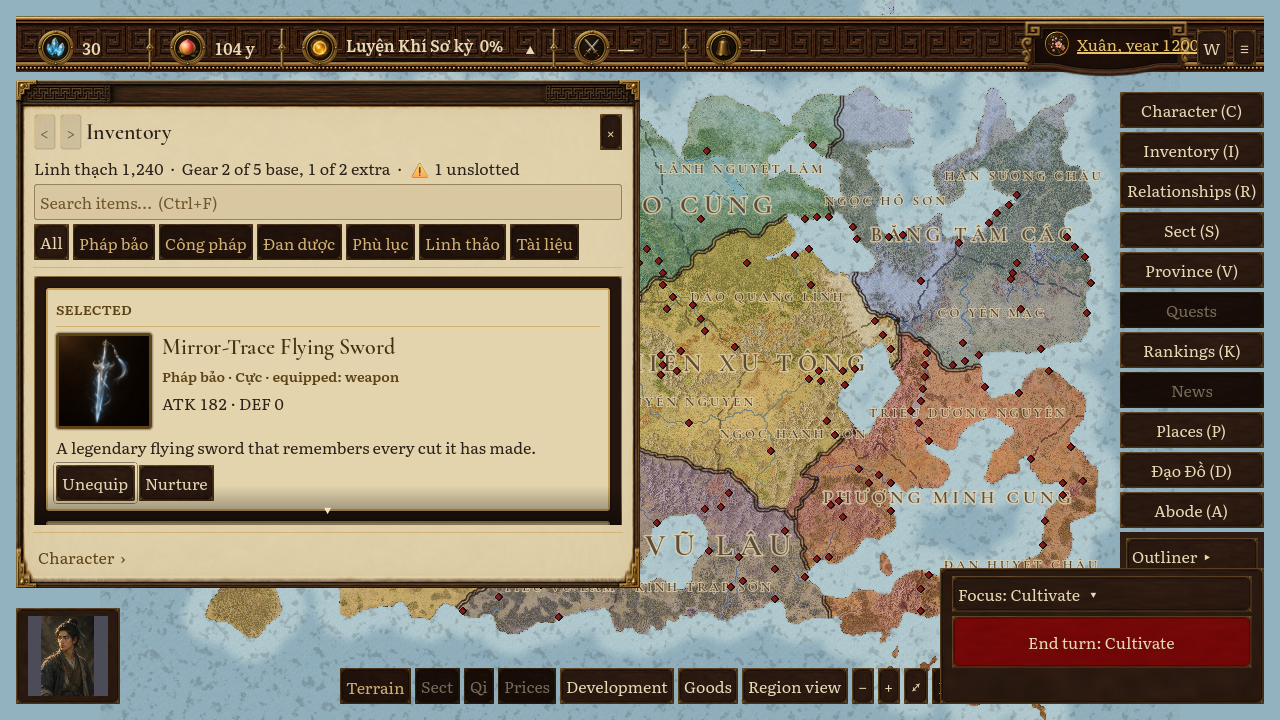 30
104 y
Luyện Khí Sơ kỳ 0%
—
—
Xuân, year 1200
W
Inventory
Linh thạch 1,240 · Gear 2 of 5 base, 1 of 2 extra · ⚠ 1 unslotted
Search items... (Ctrl+F)
All Pháp bảo Công pháp Đan dược Phù lục Linh thảo Tài liệu
SELECTED
Mirror-Trace Flying Sword
Pháp bảo · Cực · equipped: weapon
ATK 182 · DEF 0
A legendary flying sword that remembers every cut it has made.
Unequip Nurture
Character ›
LÃNH NGUYỆT LÂM
HÀN SƯƠNG CHÂU
NGỌC HỒ SƠN
BĂNG TÂM CÁC
ĐÀO QUANG LĨNH
CÔ YÊN MẠC
TRIỀU DƯƠNG NGUYÊN
PHƯỢNG MINH CUNG
VŨ LÂU
ĐAN HUYỆT CHÂU
Character (C)
Inventory (I)
Relationships (R)
Sect (S)
Province (V)
Quests
Rankings (K)
News
Places (P)
Đạo Đồ (D)
Abode (A)
Outliner ▸
Focus: Cultivate ▾
End turn: Cultivate
Terrain Sect Qi Prices Development Goods Region view − +